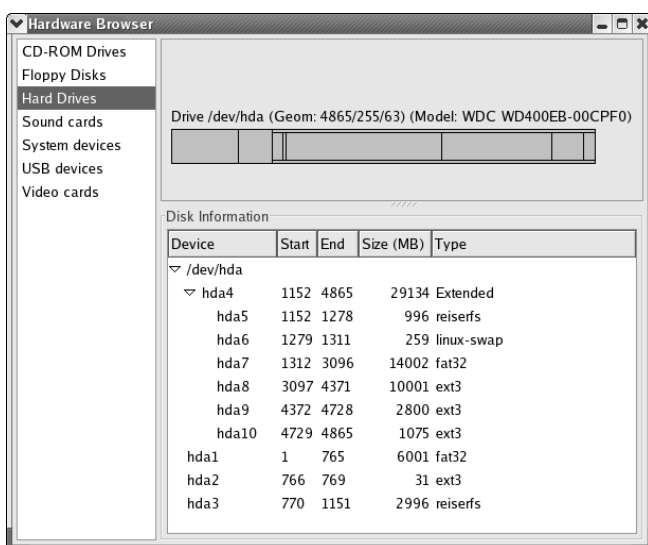 Hardware Browser
CD-ROM Drives
Floppy Disks
Hard Drives
Sound cards
System devices
USB devices
Video cards
Drive /dev/hda (Geom: 4865/255/63) (Model: WDC WD400EB-00CPF0)
Disk Information
Device Start End Size (MB) Type
/dev/hda
hda4 1152 4865 29134 Extended
hda5 1152 1278 996 reiserfs
hda6 1279 1311 259 linux-swap
hda7 1312 3096 14002 fat32
hda8 3097 4371 10001 ext3
hda9 4372 4728 2800 ext3
hda10 4729 4865 1075 ext3
hda1 1 765 6001 fat32
hda2 766 769 31 ext3
hda3 770 1151 2996 reiserfs